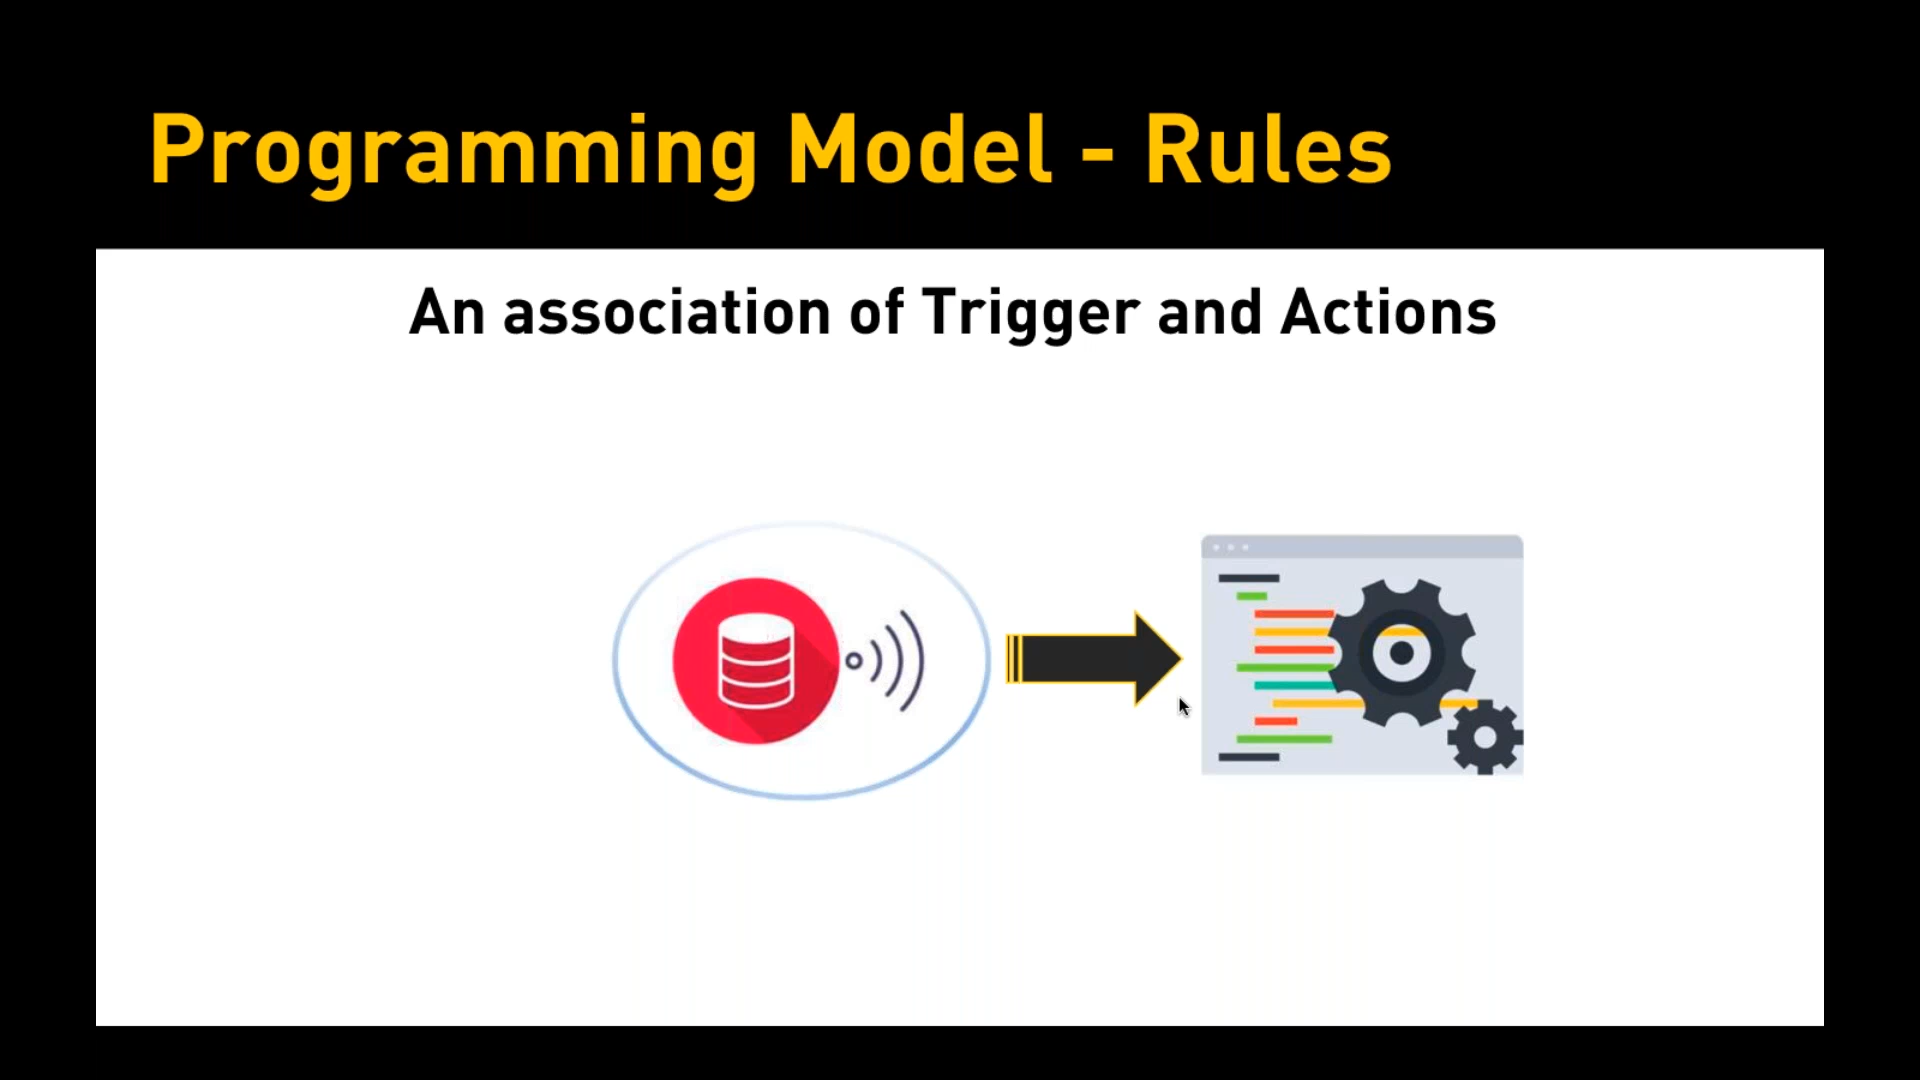 Programming Model - Rules
An association of Trigger and Actions